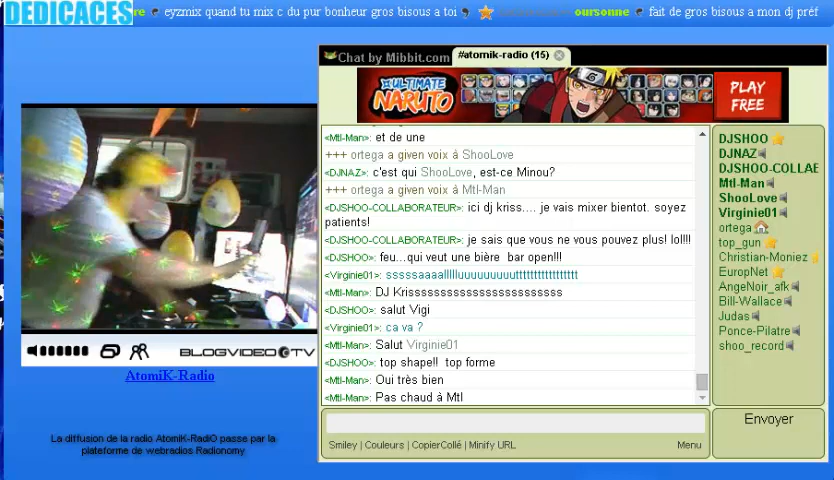 DEDICACES
re eyzmix quand tu mix c du pur bonheur gros bisous a toi oursonne fait de gros bisous a mon dj préf
Chat by Mibbit.com #atomik-radio (15)
ULTIMATE NARUTO PLAY FREE
<Mtl-Man>: et de une
+++ ortega a given voix à ShooLove
<DJNAZ>: c'est qui ShooLove, est-ce Minou?
+++ ortega a given voix à Mtl-Man
<DJSHOO-COLLABORATEUR>: ici dj kriss.... je vais mixer bientot. soyez
patients!
<DJSHOO-COLLABORATEUR>: je sais que vous ne vous pouvez plus! lol!!!
<DJSHOO>: feu...qui veut une bière bar open!!!
<Virginie01>: sssssaaaallllluuuuuuuuuttttttttttttttttttt
<Mtl-Man>: DJ Krisssssssssssssssssssssssss
<DJSHOO>: salut Vigi
<Virginie01>: ca va ?
<Mtl-Man>: Salut Virginie01
<DJSHOO>: top shape!! top forme
<Mtl-Man>: Oui très bien
<Mtl-Man>: Pas chaud à Mtl
DJSHOO
DJNAZ
DJSHOO-COLLAE
Mtl-Man
ShooLove
Virginie01
ortega
top_gun
Christian-Moniez
EuropNet
AngeNoir_afk
Bill-Wallace
Judas
Ponce-Pilatre
shoo_record
Envoyer
Smiley | Couleurs | CopierCollé | Minify URL Menu
BLOGVIDEO TV
AtomiK-Radio
La diffusion de la radio AtomiK-RadiO passe par la
plateforme de webradios Radionomy